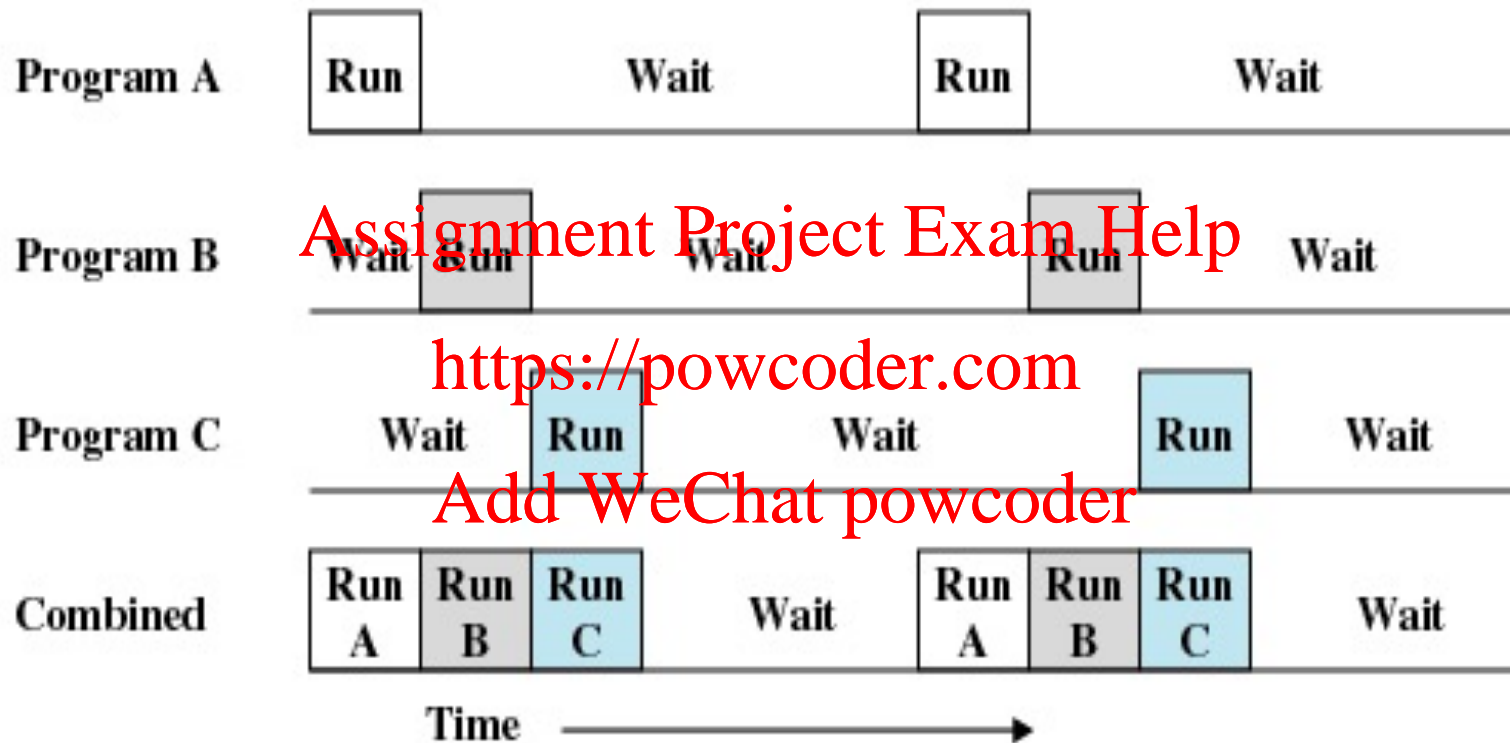 Program A Run Wait Run Wait
Program B Wait Run Wait Run Wait
Assignment Project Exam Help
https://powcoder.com
Program C Wait Run Wait Run Wait
Add WeChat powcoder
Combined Run A Run B Run C Wait Run A Run B Run C Wait
Time